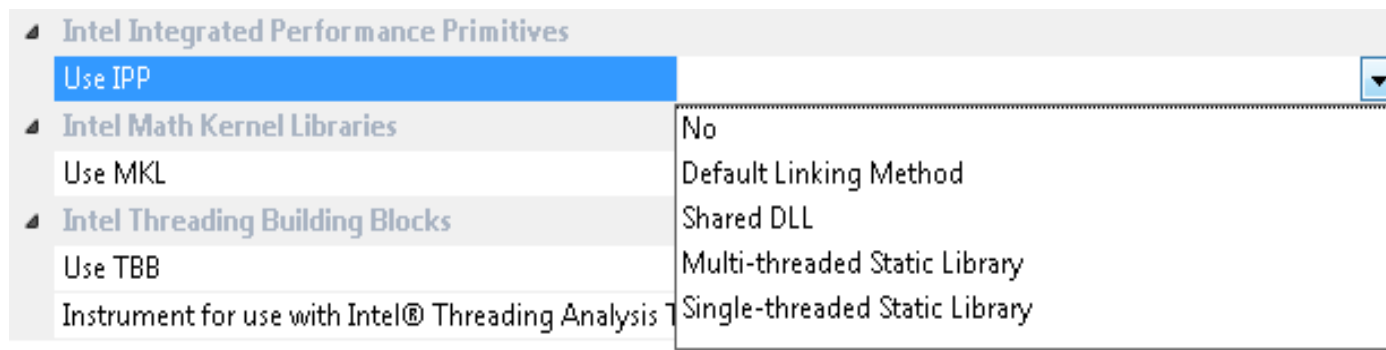 Intel Integrated Performance Primitives
Use IPP
Intel Math Kernel Libraries
No
Use MKL
Default Linking Method
Intel Threading Building Blocks
Shared DLL
Use TBB
Multi-threaded Static Library
Instrument for use with Intel® Threading Analysis
Single-threaded Static Library